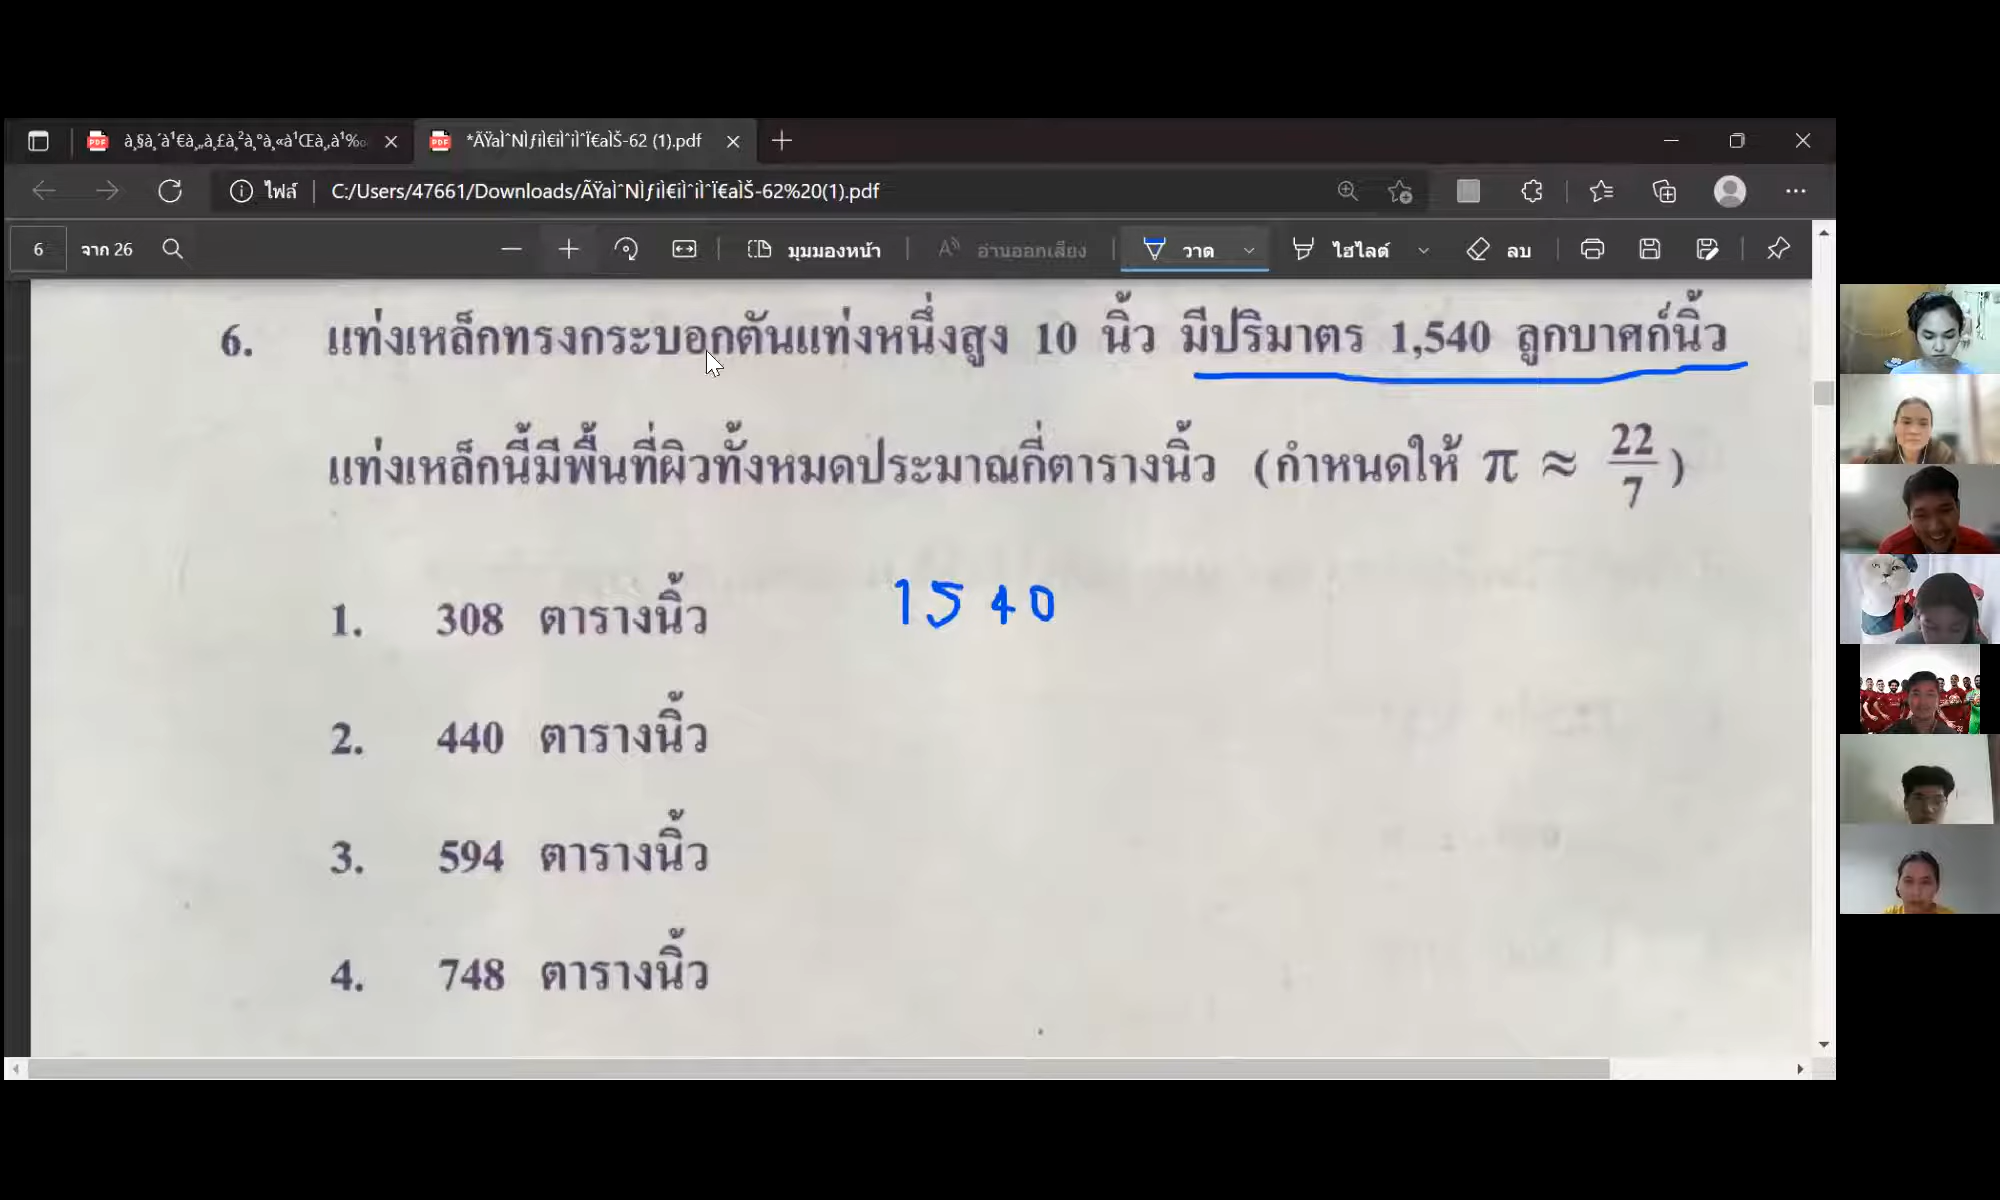 *ÃŸaÌˆNÌƒiÌ€iÌˆiÌˆÏ€aÌŠ-62 (1).pdf
ไฟล์ C:/Users/47661/Downloads/ÃŸaÌˆNÌƒiÌ€iÌˆiÌˆÏ€aÌŠ-62%20(1).pdf
6 จาก 26 มุมมองหน้า อ่านออกเสียง วาด ไฮไลต์ ลบ
6. แท่งเหล็กทรงกระบอกตันแท่งหนึ่งสูง 10 นิ้ว มีปริมาตร 1,540 ลูกบาศก์นิ้ว
แท่งเหล็กนี้มีพื้นที่ผิวทั้งหมดประมาณกี่ตารางนิ้ว (กำหนดให้ π ≈ 22/7)
1. 308 ตารางนิ้ว 1540
2. 440 ตารางนิ้ว
3. 594 ตารางนิ้ว
4. 748 ตารางนิ้ว